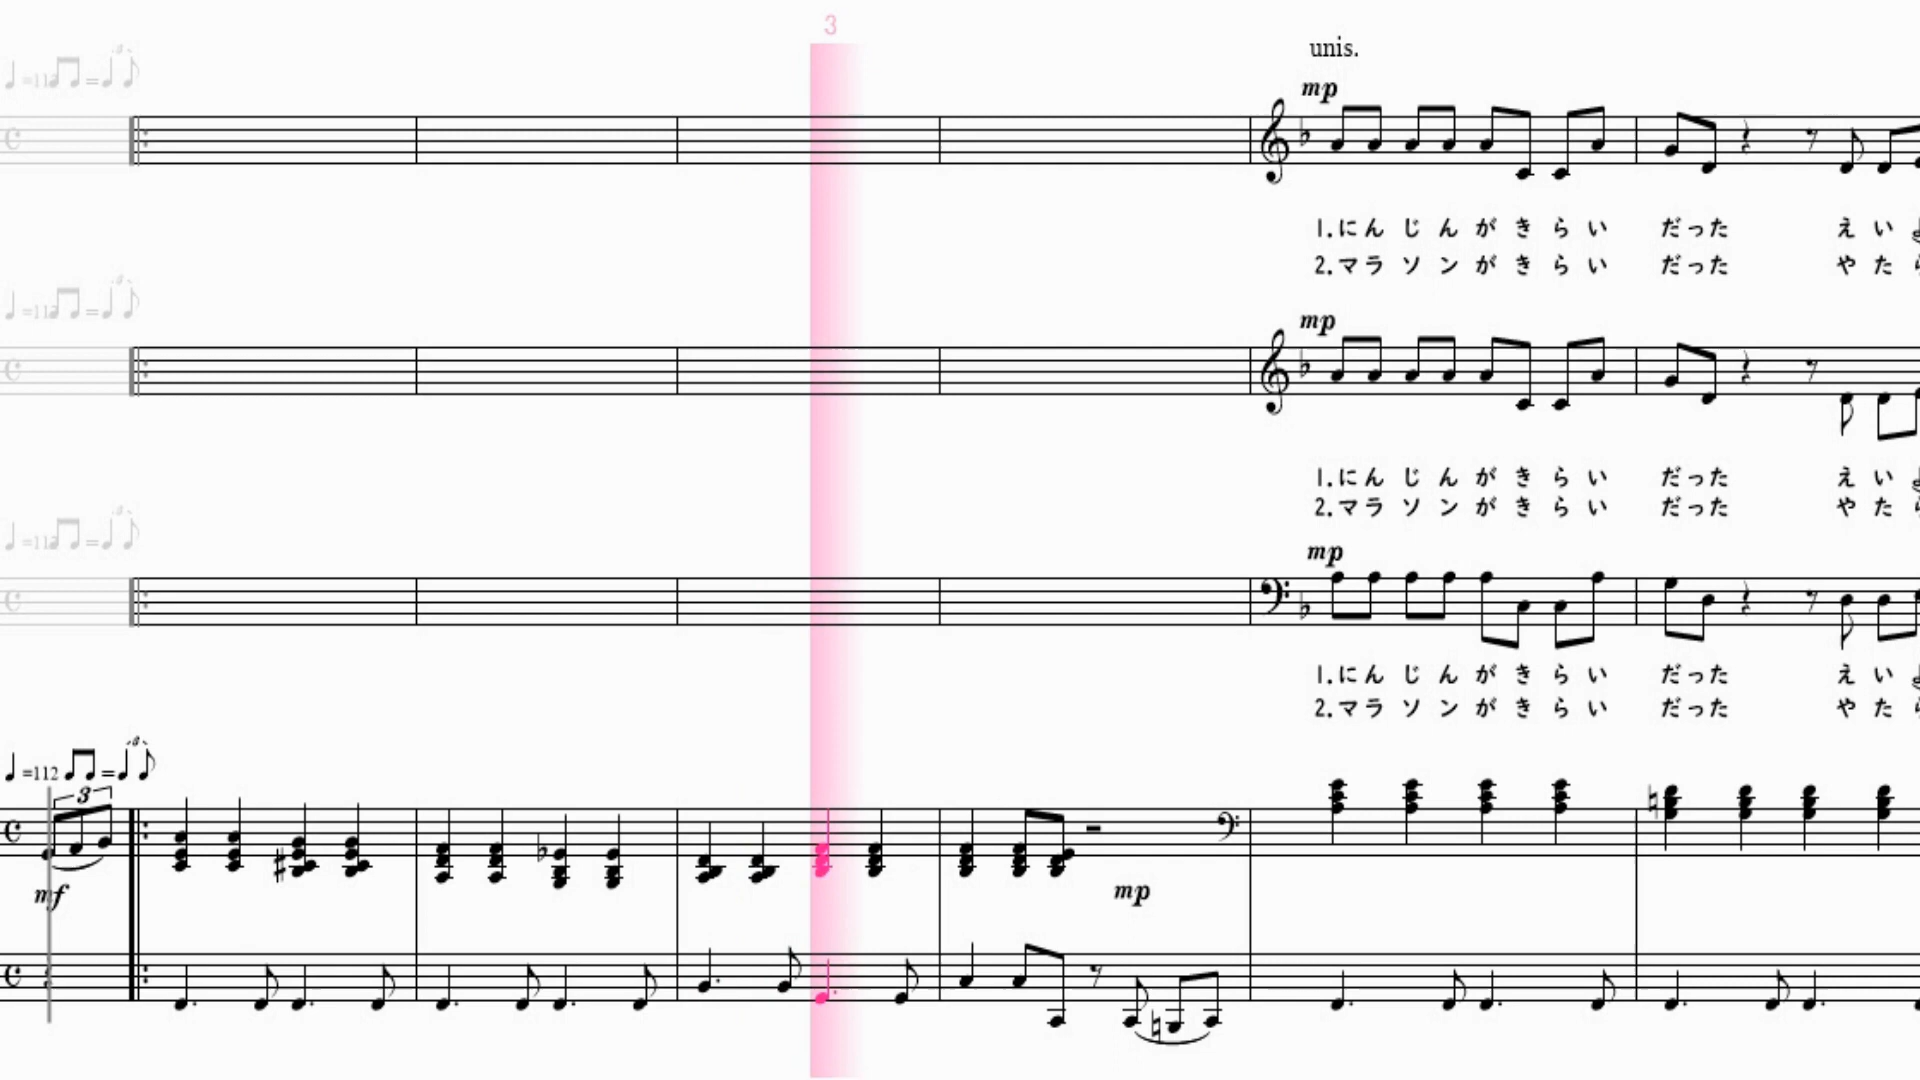 3
unis.
mp
1.にんじんがきらい だった えい
2.マラソンがきらい だった やた
mp
1.にんじんがきらい だった えい
2.マラソンがきらい だった やた
mp
1.にんじんがきらい だった えい
2.マラソンがきらい だった やた
=112
3
mf
mp